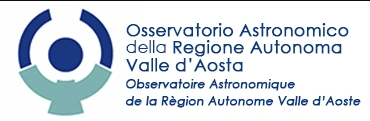 Osservatorio Astronomico
della Regione Autonoma
Valle d'Aosta
Observatoire Astronomique
de la Règion Autonome Valle d'Aoste